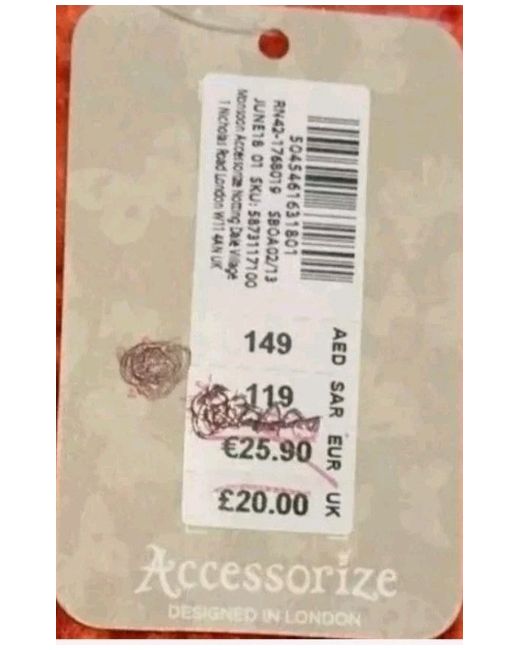 5045461631801
RN42-1768019 SBOA02/13
JUNE18 01 SKU: 5873117100
Monsoon Accessorize Notting Dale Village
1 Nicholas Road London W11 4AN UK
149 AED
119 SAR
€25.90 EUR
£20.00 UK
Accessorize
DESIGNED IN LONDON